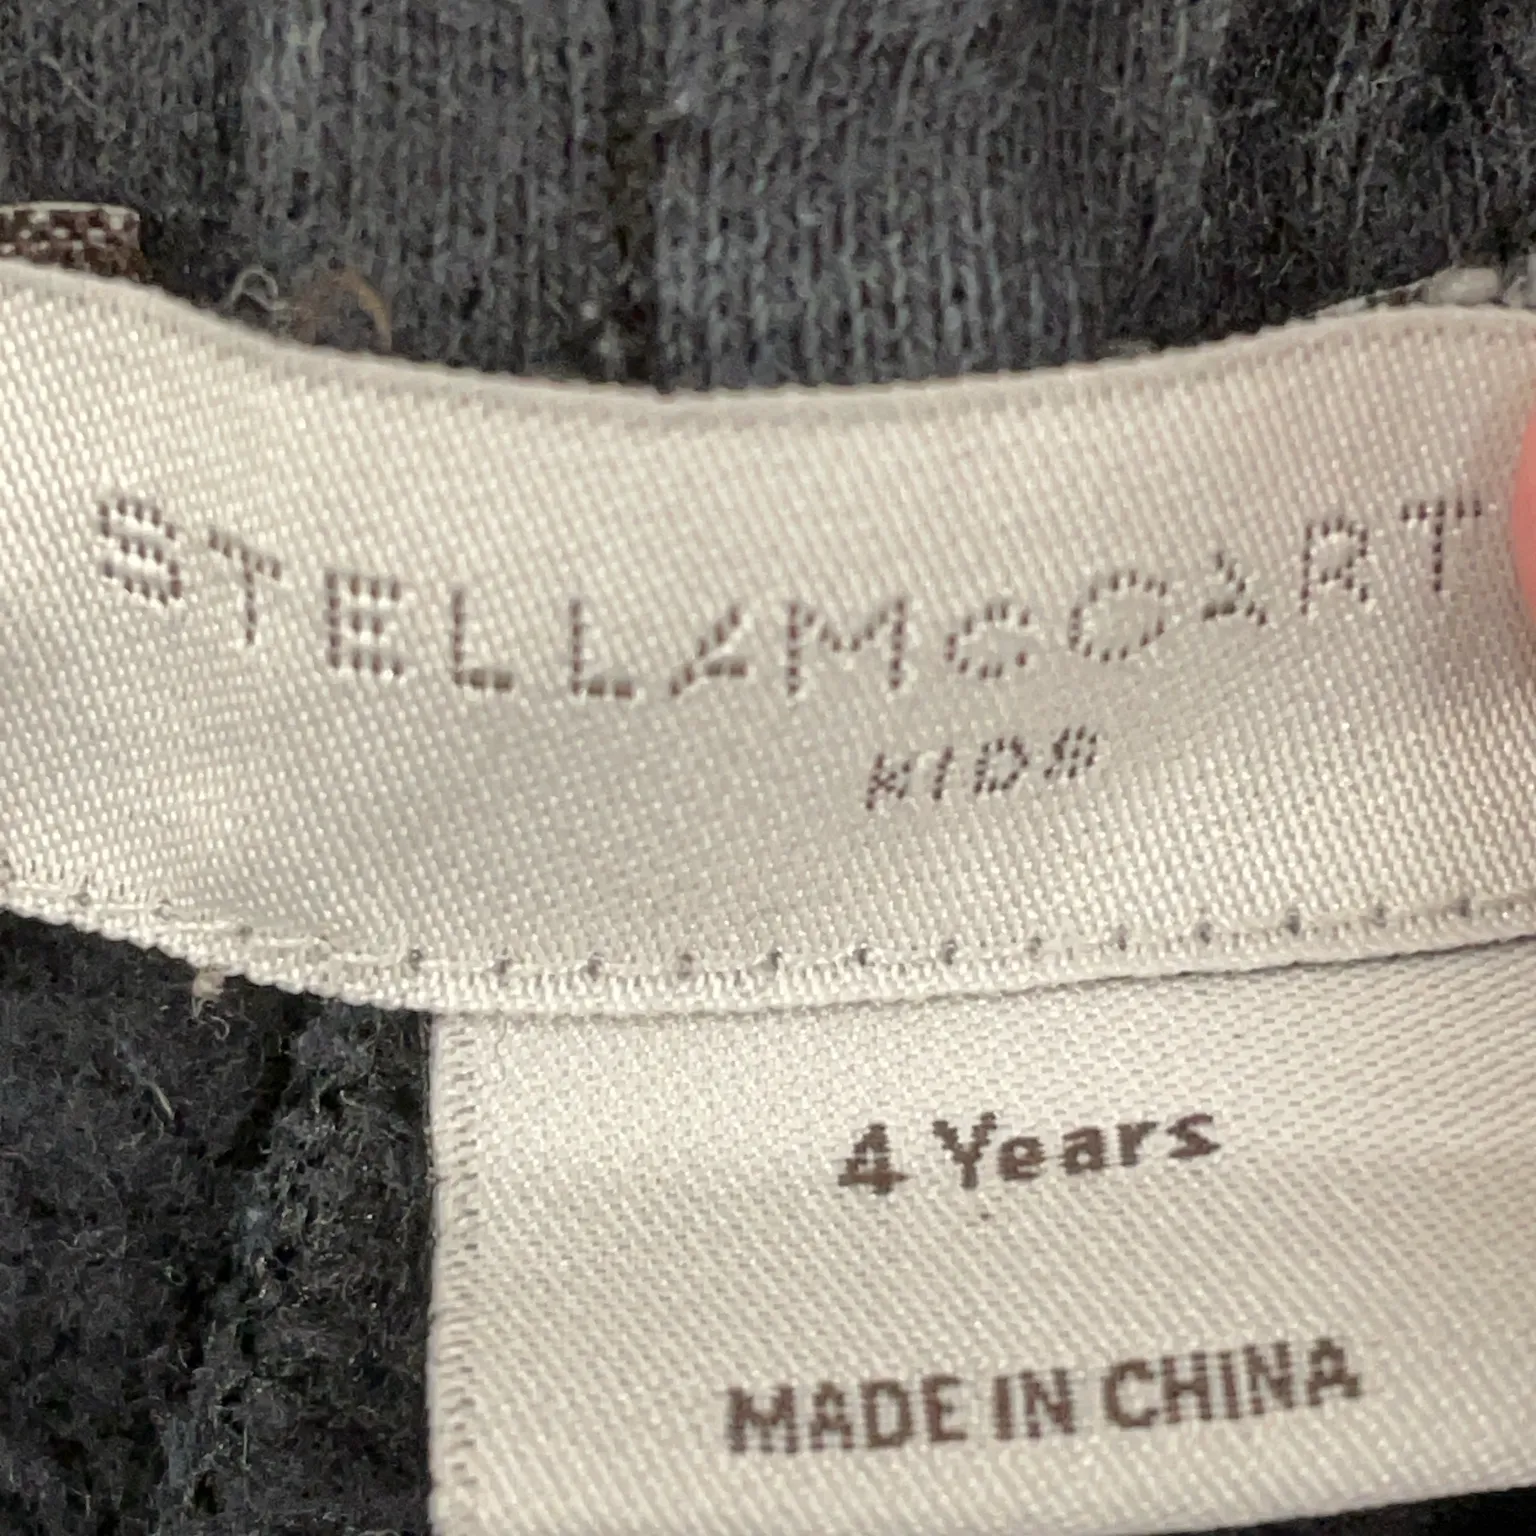 STELLAMcCART
KIDS
4 Years
MADE IN CHINA